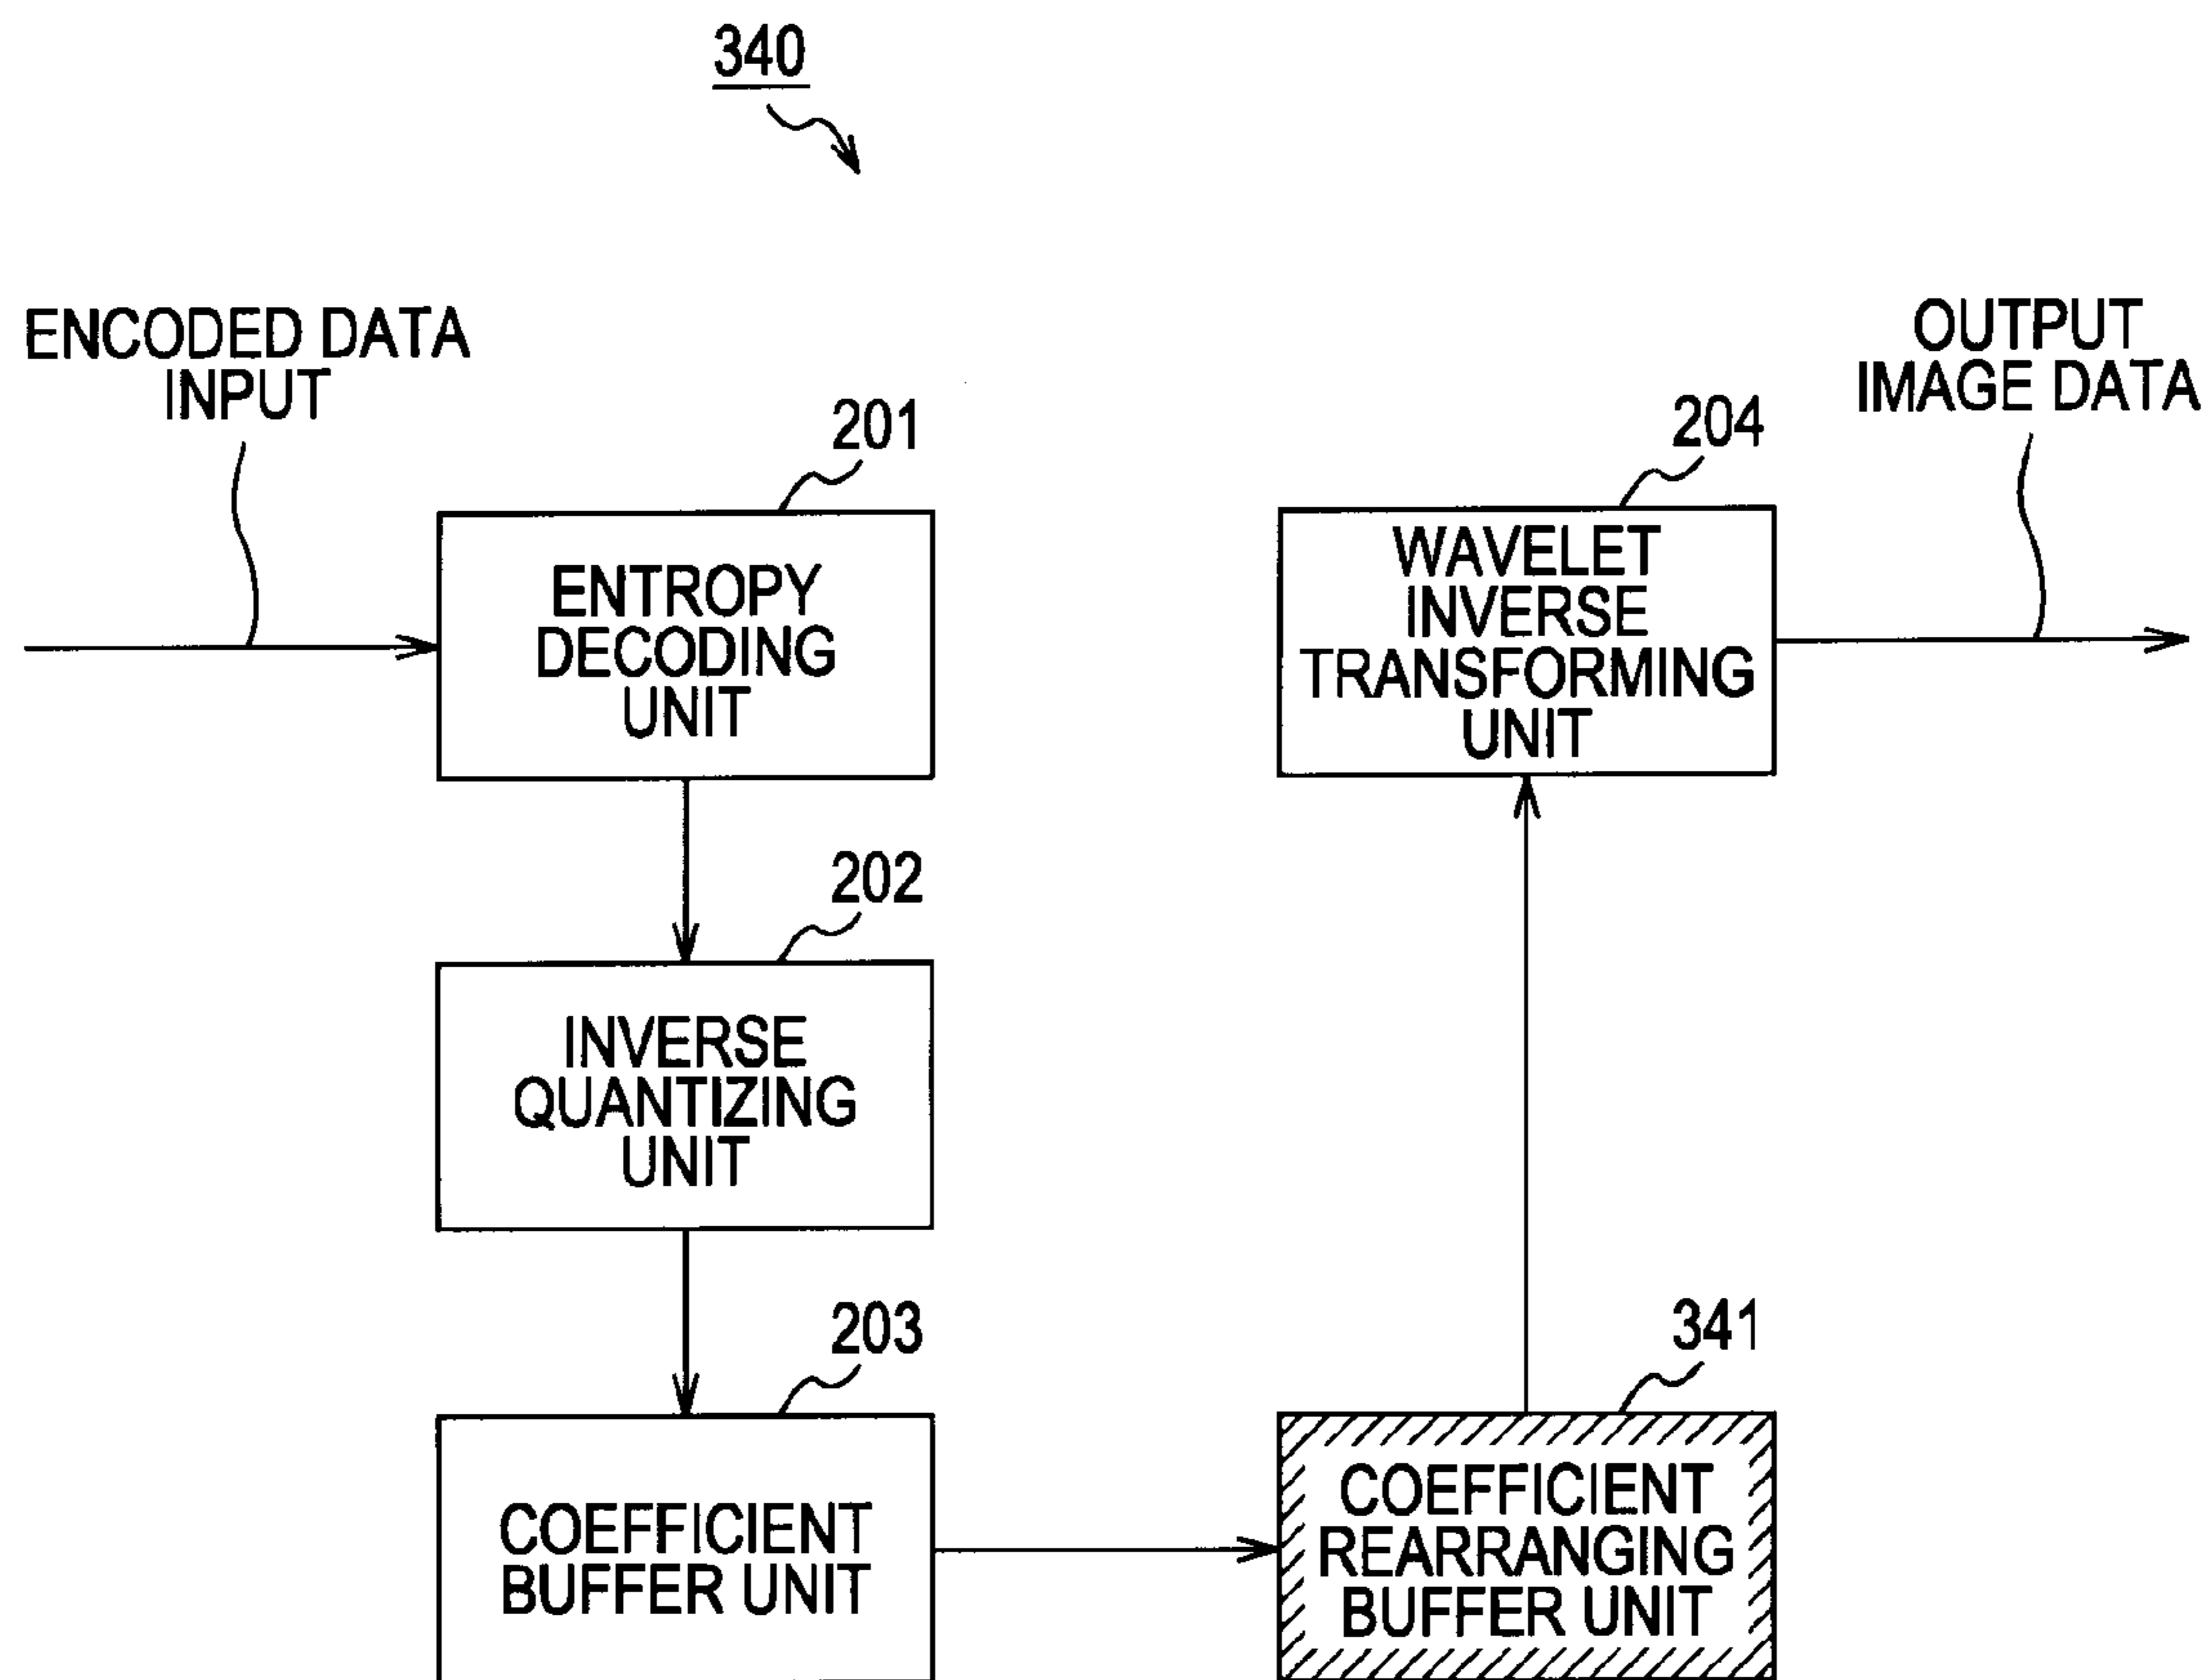 340
ENCODED DATA
INPUT
OUTPUT
IMAGE DATA
201
ENTROPY
DECODING
UNIT
204
WAVELET
INVERSE
TRANSFORMING
UNIT
202
INVERSE
QUANTIZING
UNIT
203
COEFFICIENT
BUFFER UNIT
341
COEFFICIENT
REARRANGING
BUFFER UNIT